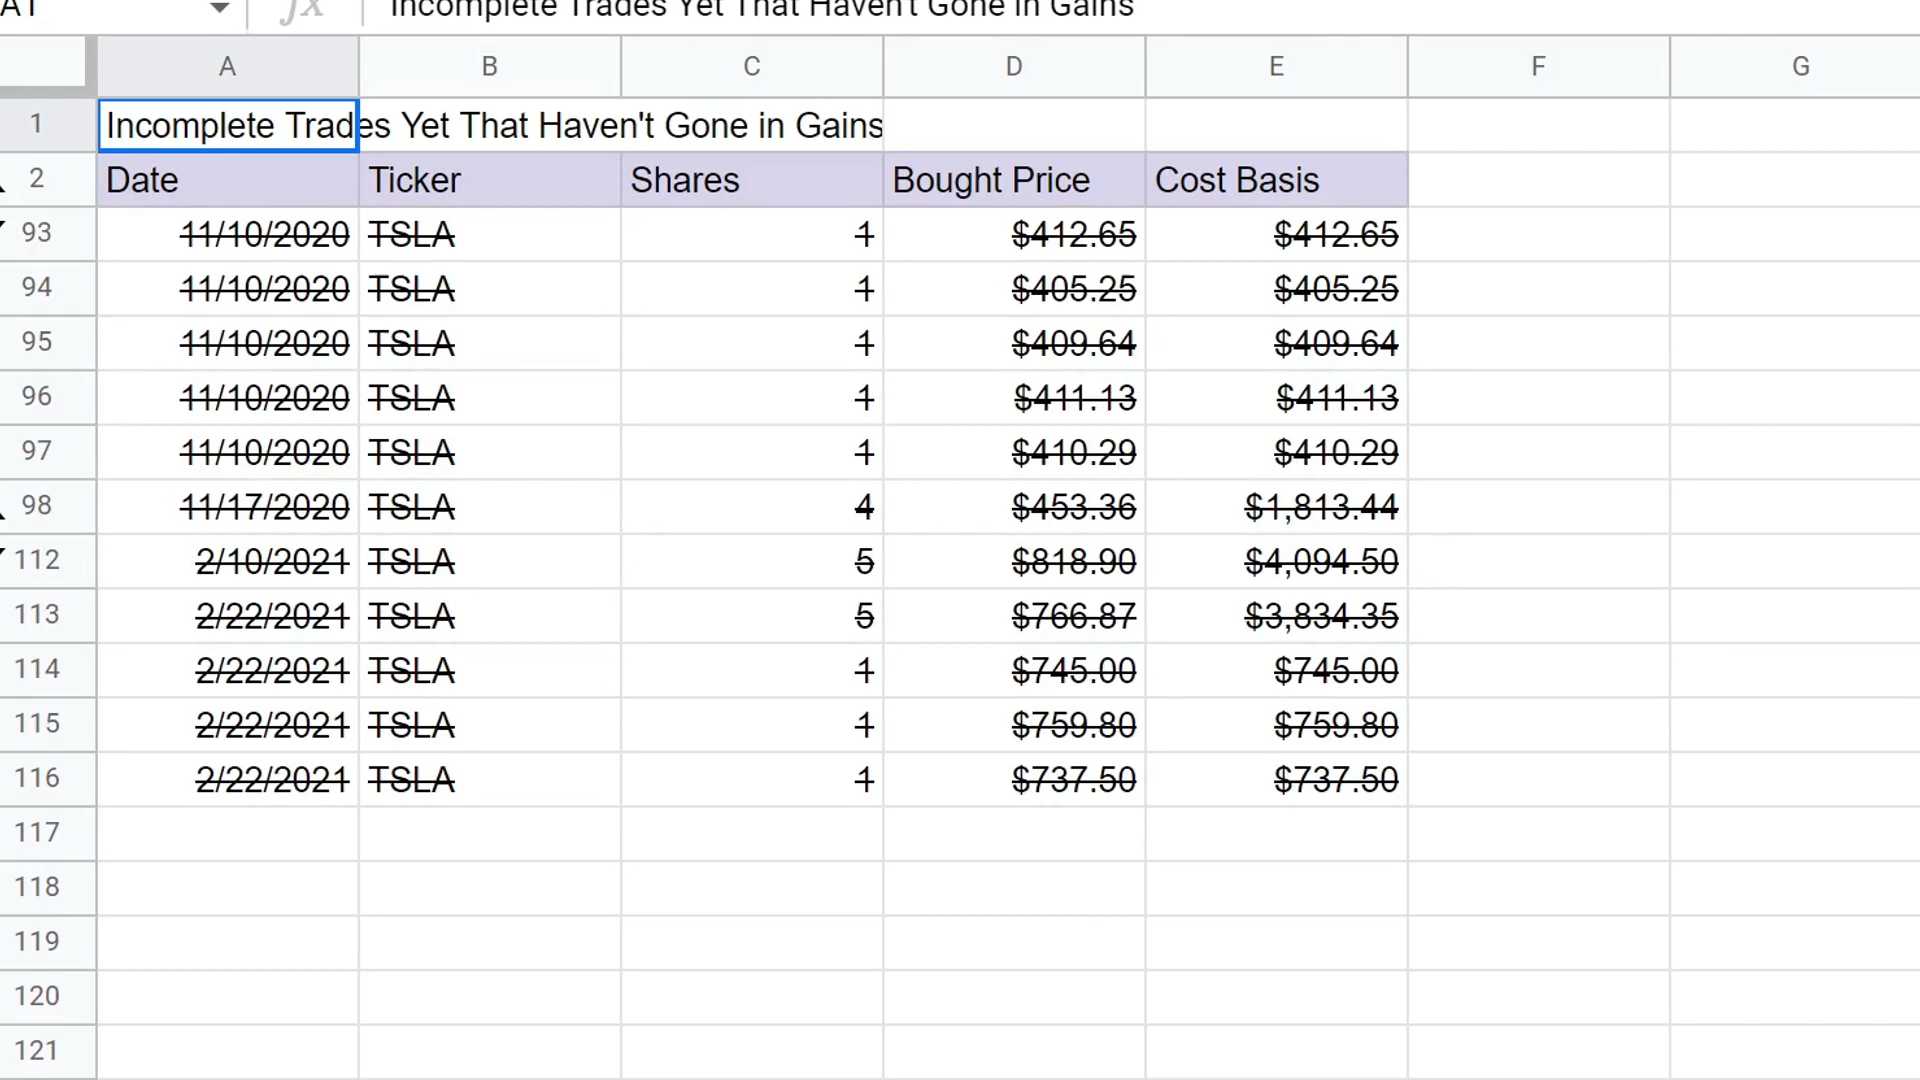 A1 fx Incomplete Trades Yet That Haven't Gone in Gains
A B C D E F G
1 Incomplete Trades Yet That Haven't Gone in Gains
2 Date Ticker Shares Bought Price Cost Basis
93 11/10/2020 TSLA 1 $412.65 $412.65
94 11/10/2020 TSLA 1 $405.25 $405.25
95 11/10/2020 TSLA 1 $409.64 $409.64
96 11/10/2020 TSLA 1 $411.13 $411.13
97 11/10/2020 TSLA 1 $410.29 $410.29
98 11/17/2020 TSLA 4 $453.36 $1,813.44
112 2/10/2021 TSLA 5 $818.90 $4,094.50
113 2/22/2021 TSLA 5 $766.87 $3,834.35
114 2/22/2021 TSLA 1 $745.00 $745.00
115 2/22/2021 TSLA 1 $759.80 $759.80
116 2/22/2021 TSLA 1 $737.50 $737.50
117
118
119
120
121